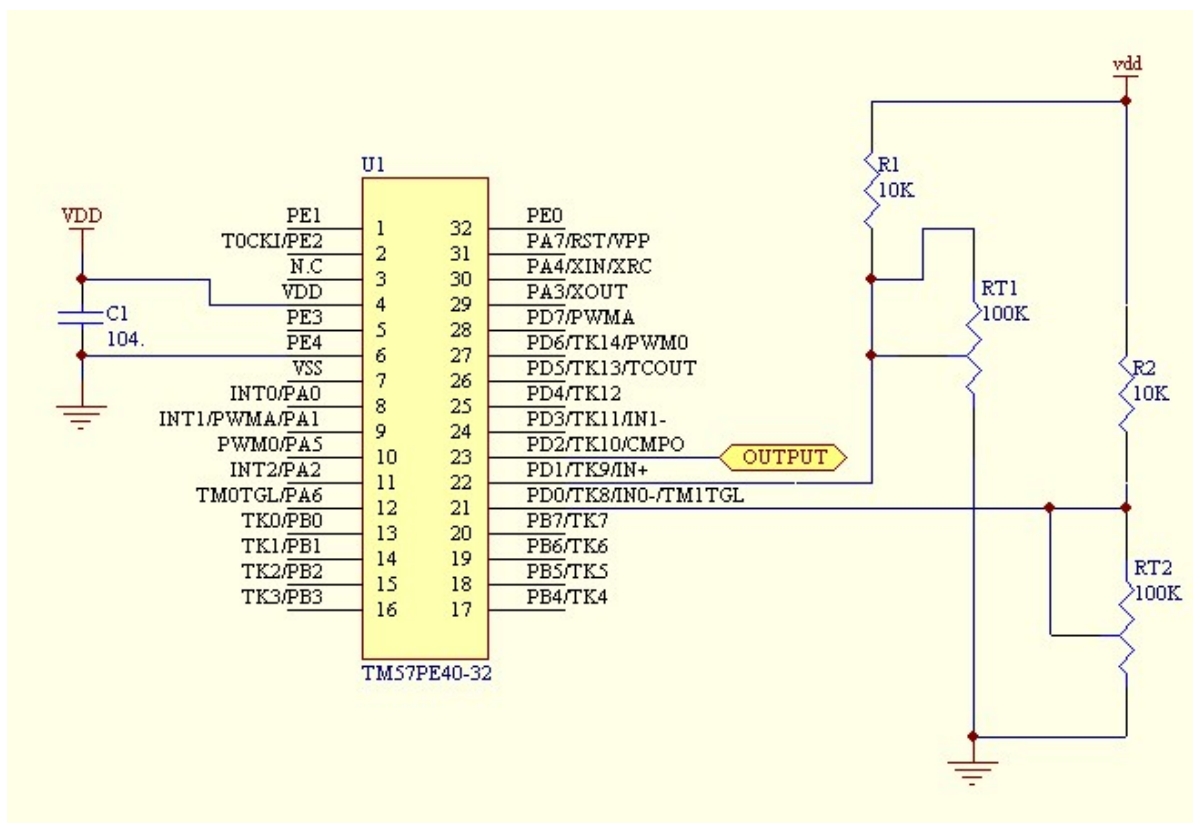 vdd
U1
R1
10K
VDD
PE1 1 32 PE0
T0CKI/PE2 2 31 PA7/RST/VPP
N.C 3 30 PA4/XIN/XRC
VDD 4 29 PA3/XOUT
PE3 5 28 PD7/PWMA
PE4 6 27 PD6/TK14/PWM0
VSS 7 26 PD5/TK13/TCOUT
INT0/PA0 8 25 PD4/TK12
INT1/PWMA/PA1 9 24 PD3/TK11/IN1-
PWM0/PA5 10 23 PD2/TK10/CMPO
INT2/PA2 11 22 PD1/TK9/IN+
TM0TGL/PA6 12 21 PD0/TK8/IN0-/TM1TGL
TK0/PB0 13 20 PB7/TK7
TK1/PB1 14 19 PB6/TK6
TK2/PB2 15 18 PB5/TK5
TK3/PB3 16 17 PB4/TK4
C1
104.
RT1
100K
R2
10K
OUTPUT
RT2
100K
TM57PE40-32